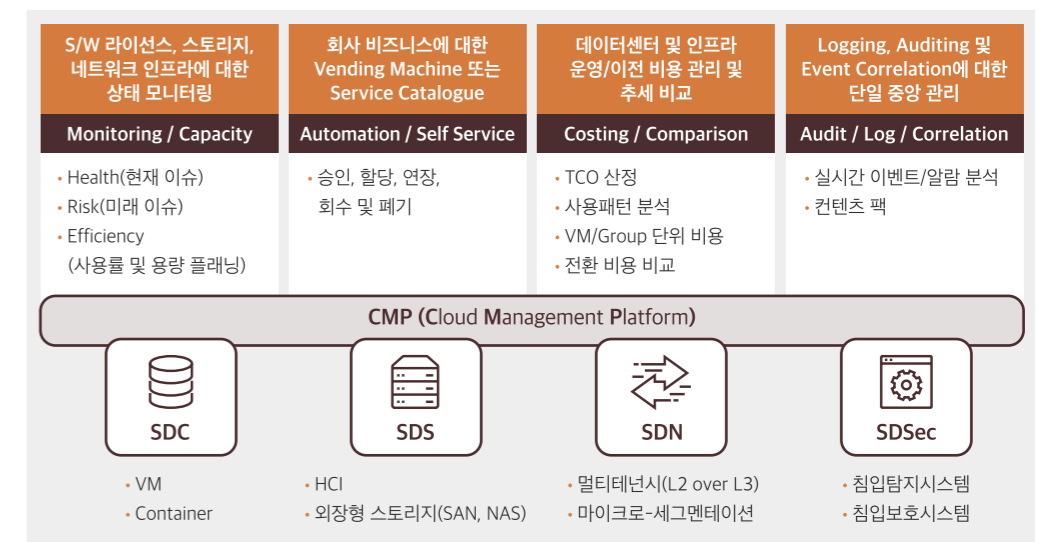 S/W 라이선스, 스토리지,
네트워크 인프라에 대한
상태 모니터링
Monitoring / Capacity
• Health(현재 이슈)
• Risk(미래 이슈)
• Efficiency
(사용률 및 용량 플래닝)
회사 비즈니스에 대한
Vending Machine 또는
Service Catalogue
Automation / Self Service
• 승인, 할당, 연장,
회수 및 폐기
데이터센터 및 인프라
운영/이전 비용 관리 및
추세 비교
Costing / Comparison
• TCO 산정
• 사용패턴 분석
• VM/Group 단위 비용
• 전환 비용 비교
Logging, Auditing 및
Event Correlation에 대한
단일 중앙 관리
Audit / Log / Correlation
• 실시간 이벤트/알람 분석
• 컨텐츠 팩
CMP (Cloud Management Platform)
SDC
• VM
• Container
SDS
• HCI
• 외장형 스토리지(SAN, NAS)
SDN
• 멀티테넌시(L2 over L3)
• 마이크로-세그멘테이션
SDSec
• 침입탐지시스템
• 침입보호시스템